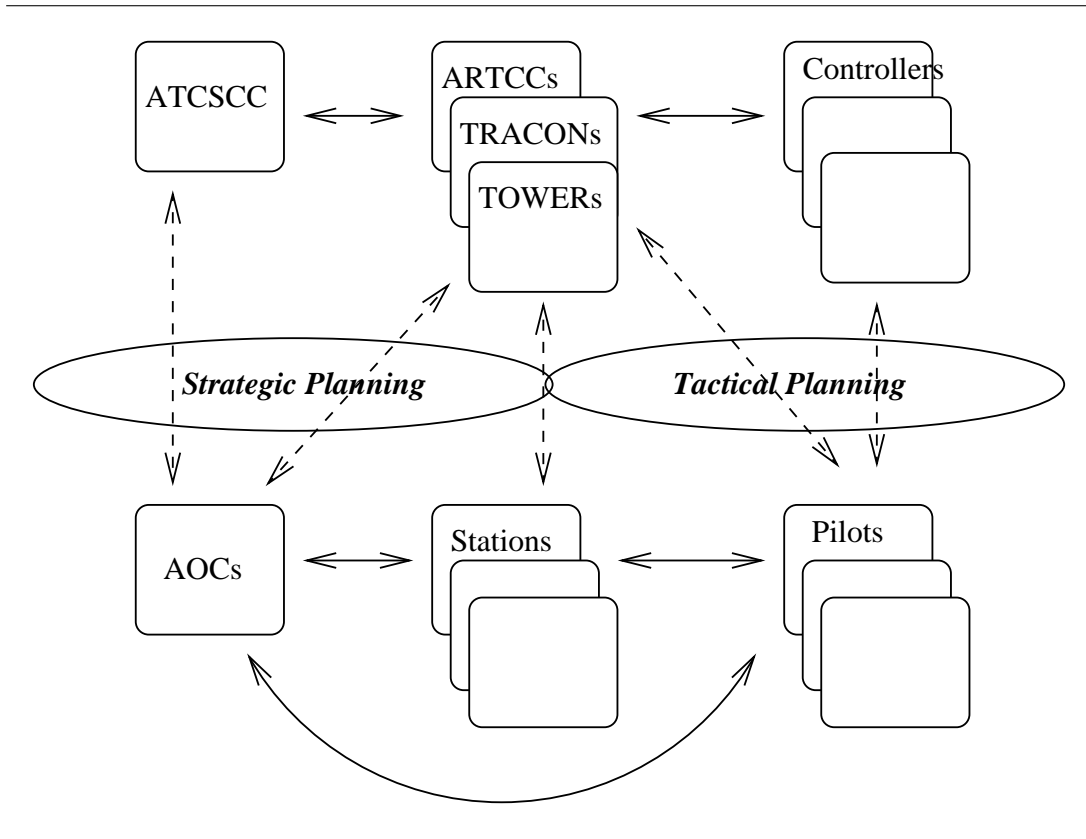 ATCSCC
ARTCCs
TRACONs
TOWERs
Controllers
Strategic Planning
Tactical Planning
AOCs
Stations
Pilots